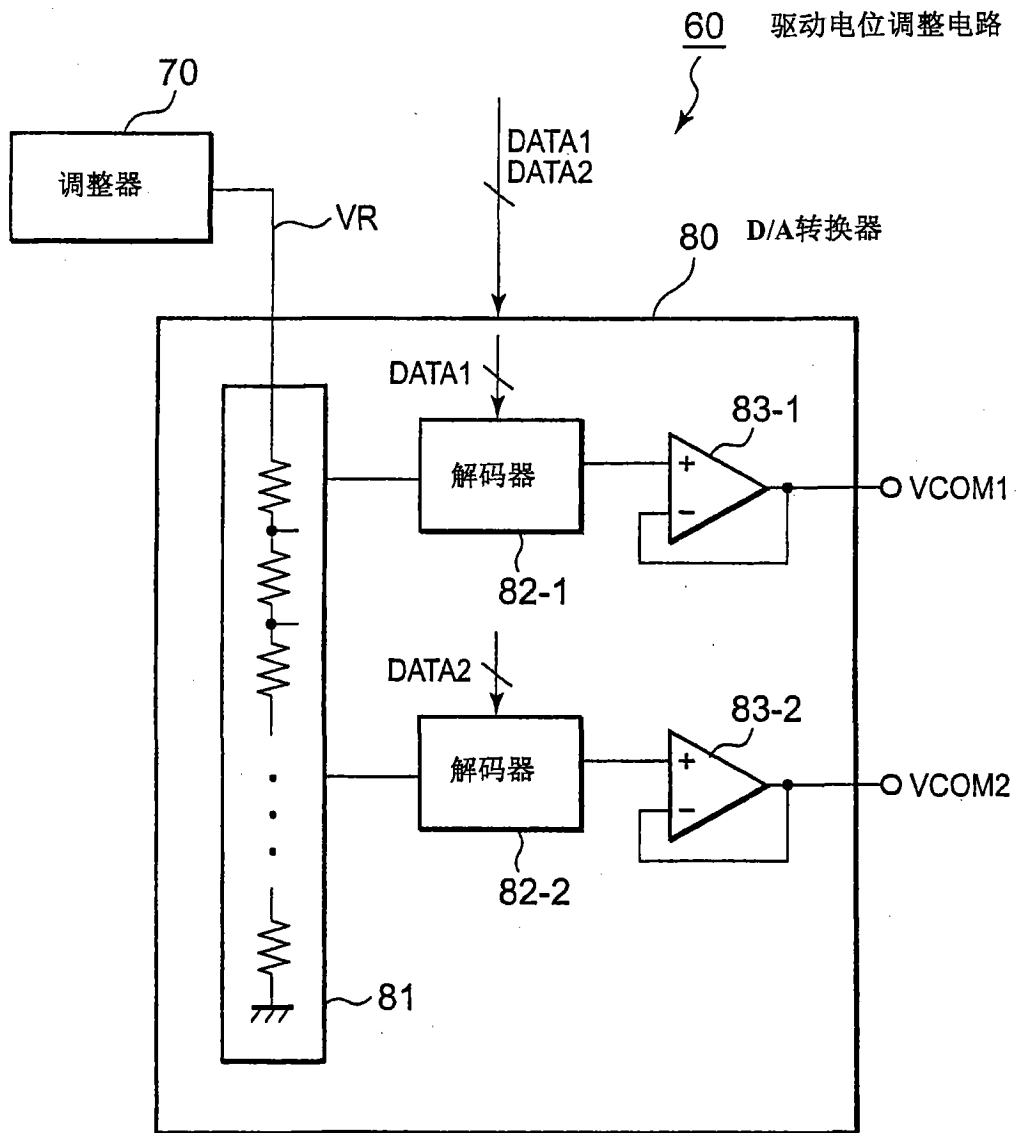 60 驱动电位调整电路
70
调整器
DATA1
DATA2
VR
80 D/A转换器
DATA1
83-1
解码器
+
−
VCOM1
82-1
DATA2
83-2
解码器
+
−
VCOM2
82-2
81